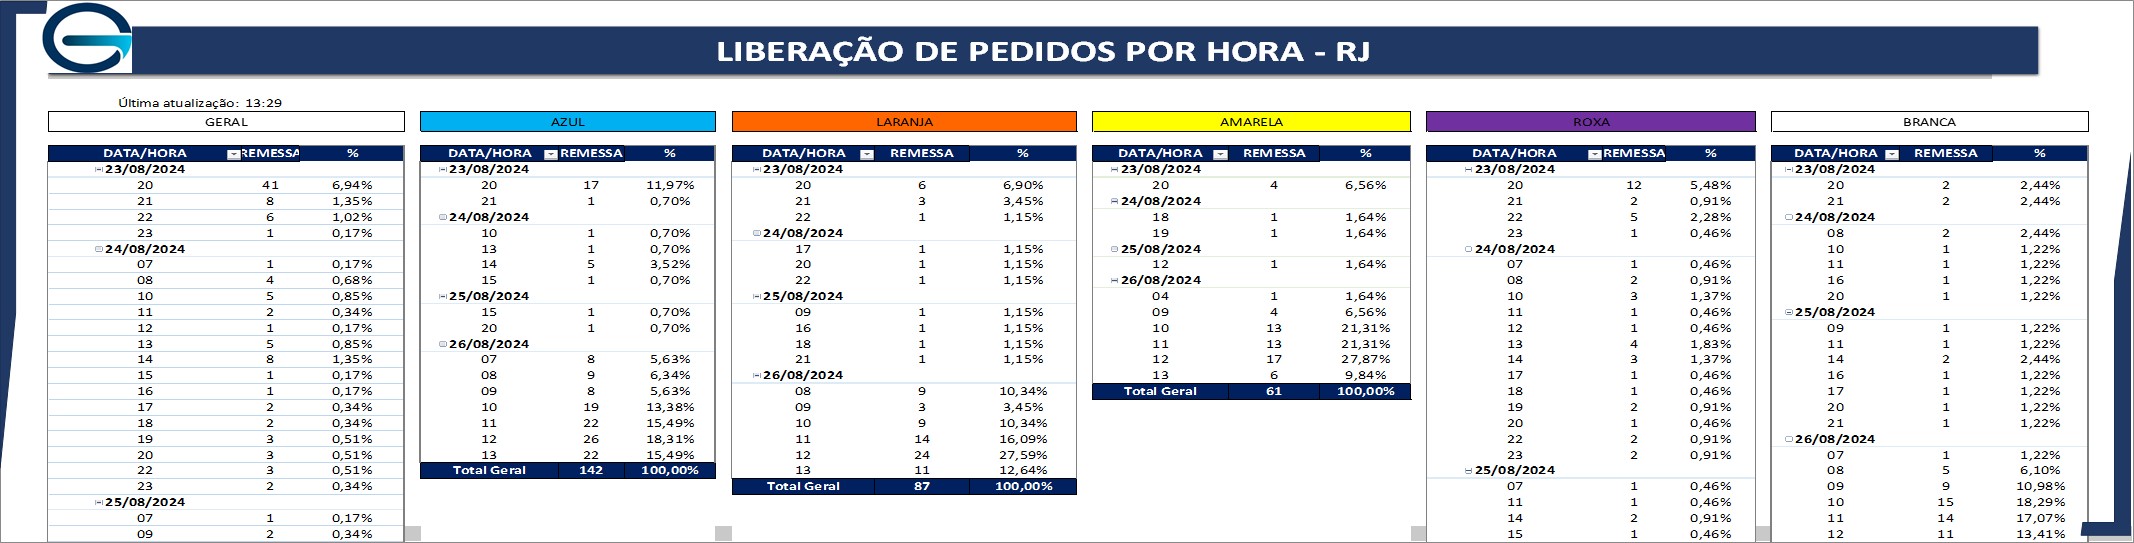 LIBERAÇÃO DE PEDIDOS POR HORA - RJ
Última atualização: 13:29
GERAL
DATA/HORA REMESSA %
23/08/2024
20 41 6,94%
21 8 1,35%
22 6 1,02%
23 1 0,17%
24/08/2024
07 1 0,17%
08 4 0,68%
10 5 0,85%
11 2 0,34%
12 1 0,17%
13 5 0,85%
14 8 1,35%
15 1 0,17%
16 1 0,17%
17 2 0,34%
18 2 0,34%
19 3 0,51%
20 3 0,51%
22 3 0,51%
23 2 0,34%
25/08/2024
07 1 0,17%
09 2 0,34%
AZUL
DATA/HORA REMESSA %
23/08/2024
20 17 11,97%
21 1 0,70%
24/08/2024
10 1 0,70%
13 1 0,70%
14 5 3,52%
15 1 0,70%
25/08/2024
15 1 0,70%
20 1 0,70%
26/08/2024
07 8 5,63%
08 9 6,34%
09 8 5,63%
10 19 13,38%
11 22 15,49%
12 26 18,31%
13 22 15,49%
Total Geral 142 100,00%
LARANJA
DATA/HORA REMESSA %
23/08/2024
20 6 6,90%
21 3 3,45%
22 1 1,15%
24/08/2024
17 1 1,15%
20 1 1,15%
22 1 1,15%
25/08/2024
09 1 1,15%
16 1 1,15%
18 1 1,15%
21 1 1,15%
26/08/2024
08 9 10,34%
09 3 3,45%
10 9 10,34%
11 14 16,09%
12 24 27,59%
13 11 12,64%
Total Geral 87 100,00%
AMARELA
DATA/HORA REMESSA %
23/08/2024
20 4 6,56%
24/08/2024
18 1 1,64%
19 1 1,64%
25/08/2024
12 1 1,64%
26/08/2024
04 1 1,64%
09 4 6,56%
10 13 21,31%
11 13 21,31%
12 17 27,87%
13 6 9,84%
Total Geral 61 100,00%
ROXA
DATA/HORA REMESSA %
23/08/2024
20 12 5,48%
21 2 0,91%
22 5 2,28%
23 1 0,46%
24/08/2024
07 1 0,46%
08 2 0,91%
10 3 1,37%
11 1 0,46%
12 1 0,46%
13 4 1,83%
14 3 1,37%
17 1 0,46%
18 1 0,46%
19 2 0,91%
20 1 0,46%
22 2 0,91%
23 2 0,91%
25/08/2024
07 1 0,46%
11 1 0,46%
14 2 0,91%
15 1 0,46%
BRANCA
DATA/HORA REMESSA %
23/08/2024
20 2 2,44%
21 2 2,44%
24/08/2024
08 2 2,44%
10 1 1,22%
11 1 1,22%
16 1 1,22%
20 1 1,22%
25/08/2024
09 1 1,22%
11 1 1,22%
14 2 2,44%
16 1 1,22%
17 1 1,22%
20 1 1,22%
21 1 1,22%
26/08/2024
07 1 1,22%
08 5 6,10%
09 9 10,98%
10 15 18,29%
11 14 17,07%
12 11 13,41%